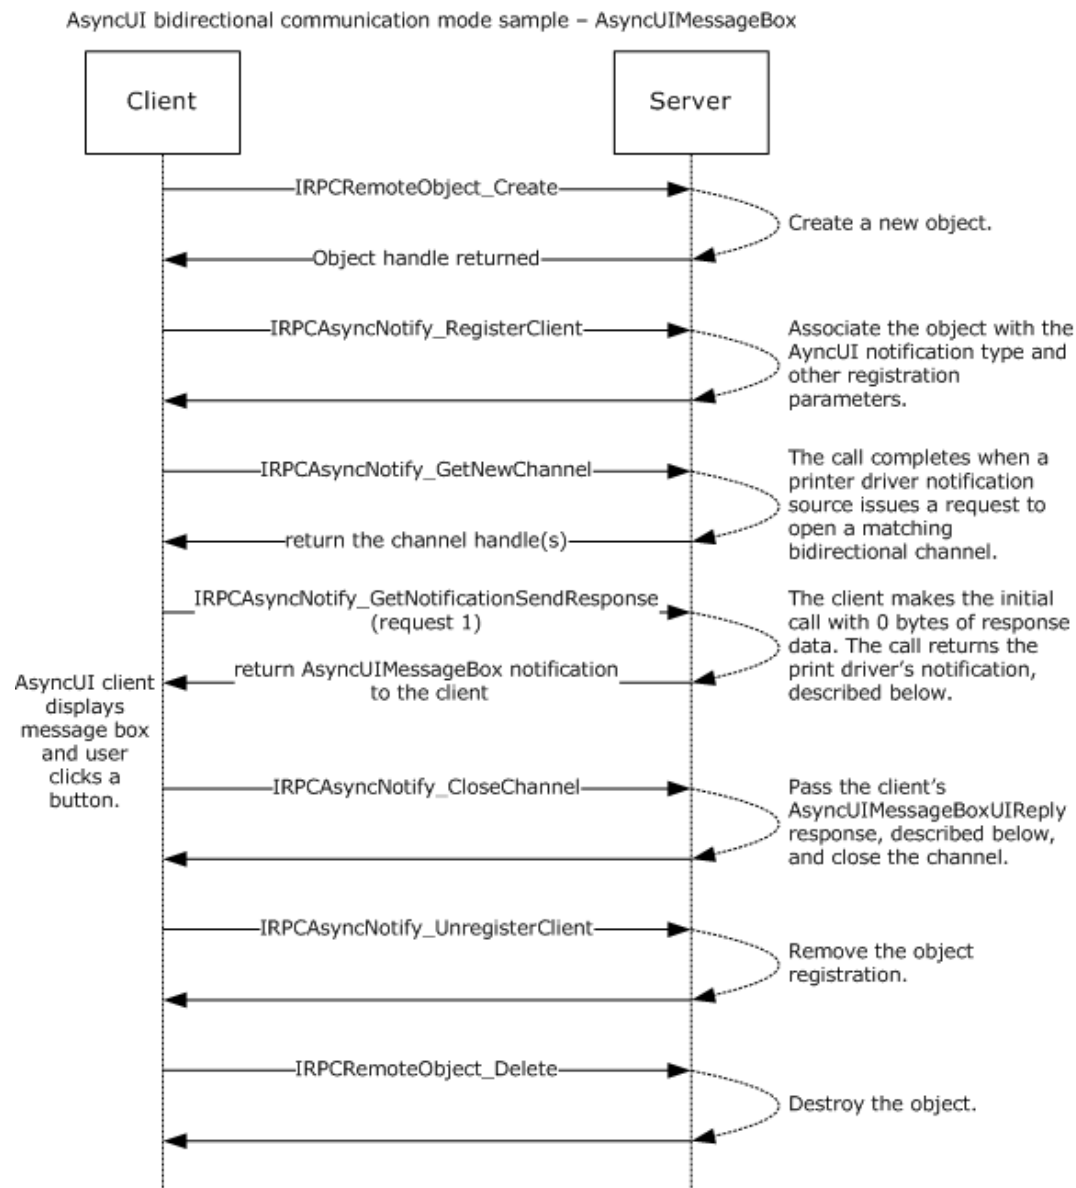 AsyncUI bidirectional communication mode sample – AsyncUIMessageBox
Client
Server
IRPCRemoteObject_Create
Create a new object.
Object handle returned
IRPCAsyncNotify_RegisterClient
Associate the object with the
AyncUI notification type and
other registration
parameters.
IRPCAsyncNotify_GetNewChannel
The call completes when a
printer driver notification
source issues a request to
open a matching
bidirectional channel.
return the channel handle(s)
IRPCAsyncNotify_GetNotificationSendResponse
(request 1)
The client makes the initial
call with 0 bytes of response
data. The call returns the
print driver’s notification,
described below.
return AsyncUIMessageBox notification
to the client
AsyncUI client
displays
message box
and user
clicks a
button.
IRPCAsyncNotify_CloseChannel
Pass the client’s
AsyncUIMessageBoxUIReply
response, described below,
and close the channel.
IRPCAsyncNotify_UnregisterClient
Remove the object
registration.
IRPCRemoteObject_Delete
Destroy the object.